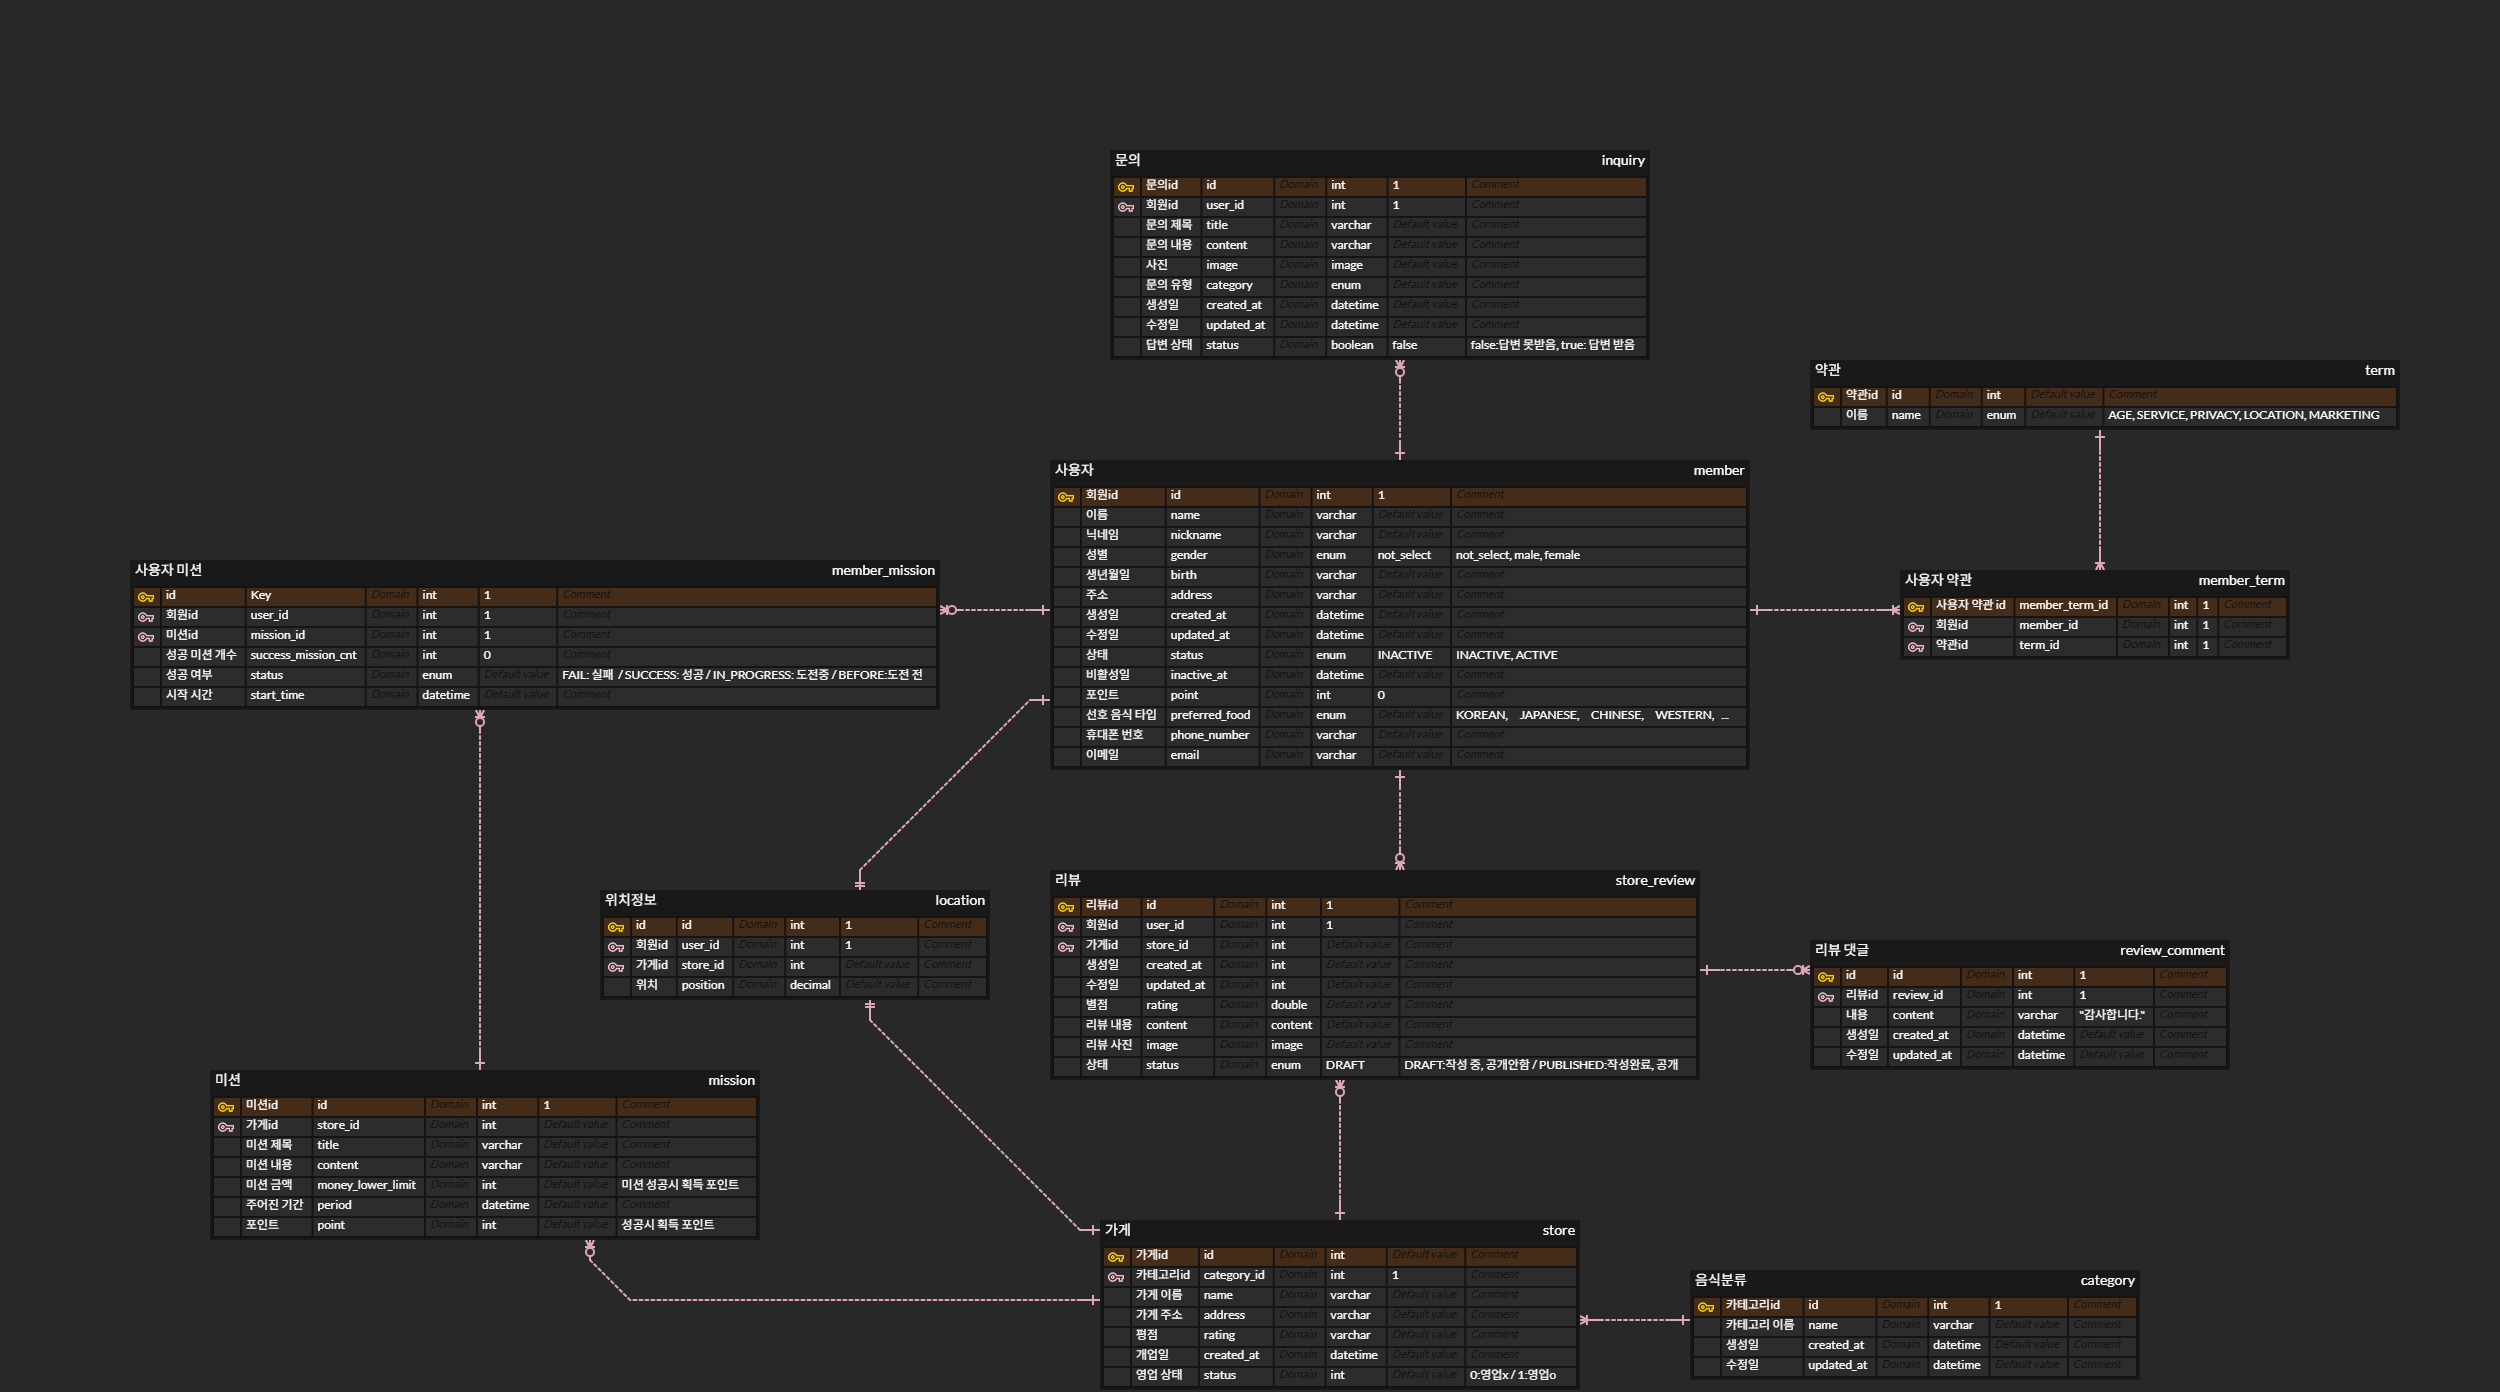 문의 inquiry
문의id id Domain int 1 Comment
회원id user_id Domain int 1 Comment
문의 제목 title Domain varchar Default value Comment
문의 내용 content Domain varchar Default value Comment
사진 image Domain image Default value Comment
문의 유형 category Domain enum Default value Comment
생성일 created_at Domain datetime Default value Comment
수정일 updated_at Domain datetime Default value Comment
답변 상태 status Domain boolean false false:답변 못받음, true: 답변 받음
약관 term
약관id id Domain int Default value Comment
이름 name Domain enum Default value AGE, SERVICE, PRIVACY, LOCATION, MARKETING
사용자 member
회원id id Domain int 1 Comment
이름 name Domain varchar Default value Comment
닉네임 nickname Domain varchar Default value Comment
성별 gender Domain enum not_select not_select, male, female
생년월일 birth Domain varchar Default value Comment
주소 address Domain varchar Default value Comment
생성일 created_at Domain datetime Default value Comment
수정일 updated_at Domain datetime Default value Comment
상태 status Domain enum INACTIVE INACTIVE, ACTIVE
비활성일 inactive_at Domain datetime Default value Comment
포인트 point Domain int 0 Comment
선호 음식 타입 preferred_food Domain enum Default value KOREAN, JAPANESE, CHINESE, WESTERN, ...
휴대폰 번호 phone_number Domain varchar Default value Comment
이메일 email Domain varchar Default value Comment
사용자 미션 member_mission
id Key Domain int 1 Comment
회원id user_id Domain int 1 Comment
미션id mission_id Domain int 1 Comment
성공 미션 개수 success_mission_cnt Domain int 0 Comment
성공 여부 status Domain enum Default value FAIL: 실패 / SUCCESS: 성공 / IN_PROGRESS: 도전중 / BEFORE:도전 전
시작 시간 start_time Domain datetime Default value Comment
사용자 약관 member_term
사용자 약관 id member_term_id Domain int 1 Comment
회원id member_id Domain int 1 Comment
약관id term_id Domain int 1 Comment
위치정보 location
id id Domain int 1 Comment
회원id user_id Domain int 1 Comment
가게id store_id Domain int Default value Comment
위치 position Domain decimal Default value Comment
리뷰 store_review
리뷰id id Domain int 1 Comment
회원id user_id Domain int 1 Comment
가게id store_id Domain int Default value Comment
생성일 created_at Domain int Default value Comment
수정일 updated_at Domain int Default value Comment
별점 rating Domain double Default value Comment
리뷰 내용 content Domain content Default value Comment
리뷰 사진 image Domain image Default value Comment
상태 status Domain enum DRAFT DRAFT:작성 중, 공개안함 / PUBLISHED:작성완료, 공개
리뷰 댓글 review_comment
id id Domain int 1 Comment
리뷰id review_id Domain int 1 Comment
내용 content Domain varchar "감사합니다." Comment
생성일 created_at Domain datetime Default value Comment
수정일 updated_at Domain datetime Default value Comment
미션 mission
미션id id Domain int 1 Comment
가게id store_id Domain int Default value Comment
미션 제목 title Domain varchar Default value Comment
미션 내용 content Domain varchar Default value Comment
미션 금액 money_lower_limit Domain int Default value 미션 성공시 획득 포인트
주어진 기간 period Domain datetime Default value Comment
포인트 point Domain int Default value 성공시 획득 포인트
가게 store
가게id id Domain int Default value Comment
카테고리id category_id Domain int 1 Comment
가게 이름 name Domain varchar Default value Comment
가게 주소 address Domain varchar Default value Comment
평점 rating Domain varchar Default value Comment
개업일 created_at Domain datetime Default value Comment
영업 상태 status Domain int Default value 0:영업x / 1:영업o
음식분류 category
카테고리id id Domain int 1 Comment
카테고리 이름 name Domain varchar Default value Comment
생성일 created_at Domain datetime Default value Comment
수정일 updated_at Domain datetime Default value Comment